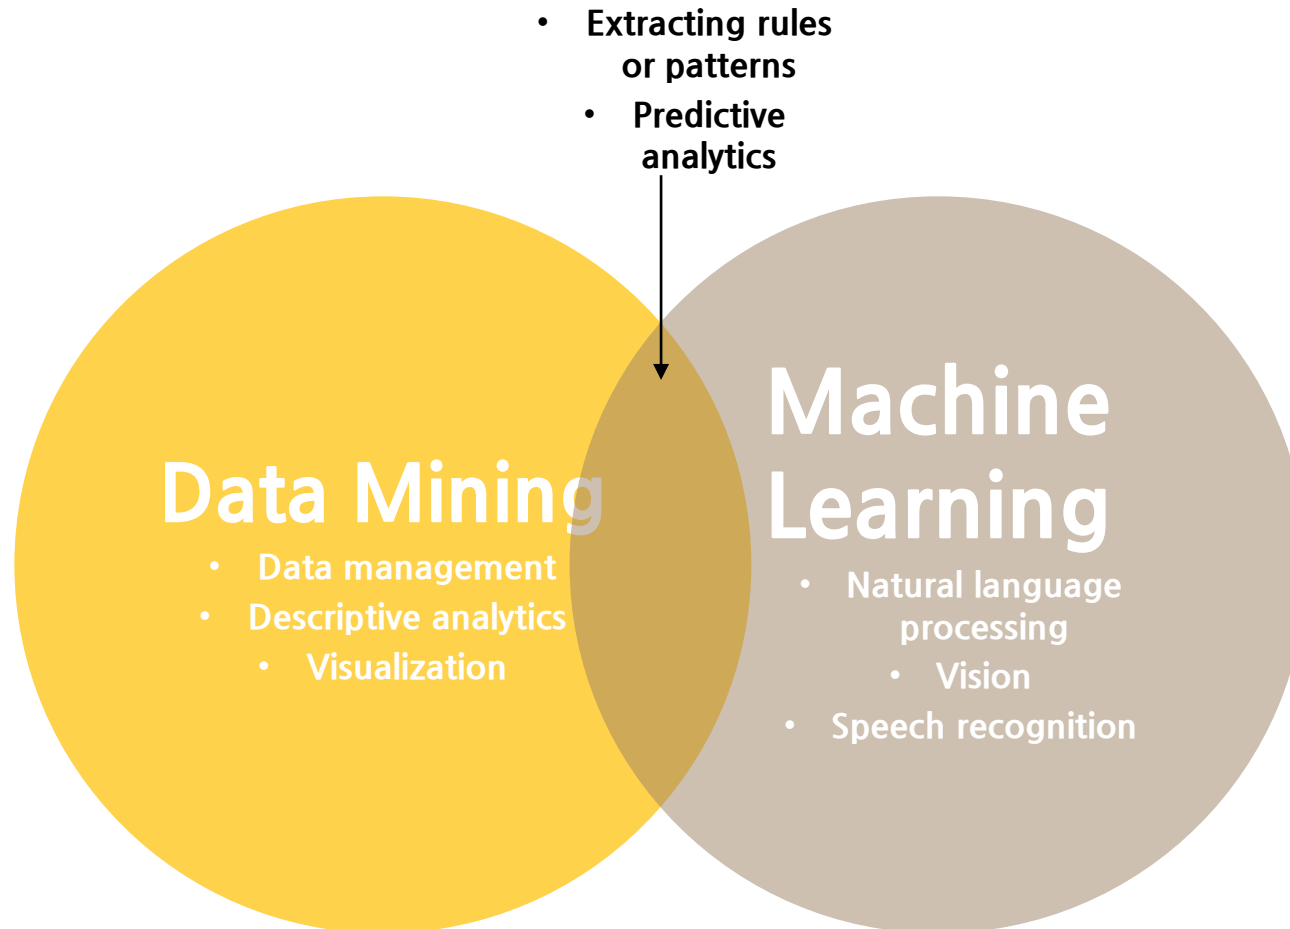 • Extracting rules
or patterns
• Predictive
analytics
Data Mining
• Data management
• Descriptive analytics
• Visualization
Machine
Learning
• Natural language
processing
• Vision
• Speech recognition